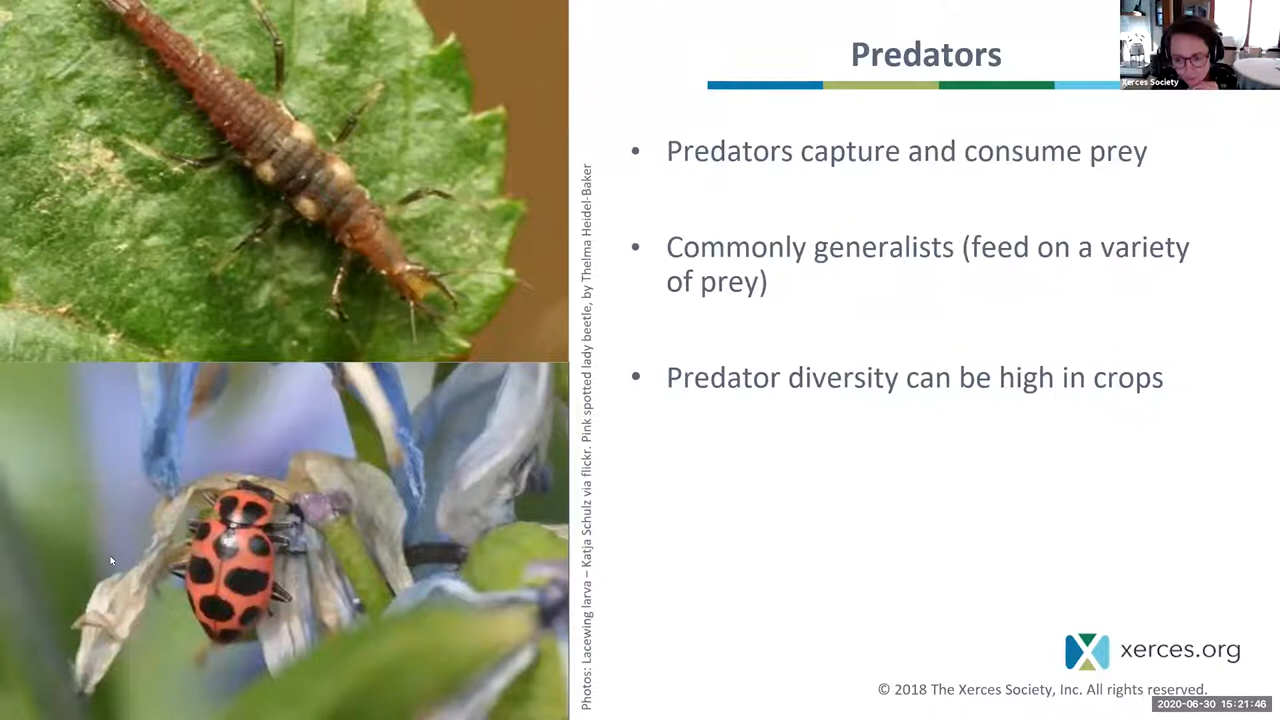 Predators
Xerces Society
• Predators capture and consume prey
• Commonly generalists (feed on a variety
of prey)
• Predator diversity can be high in crops
Photos: Lacewing larva – Katja Schulz via flickr. Pink spotted lady beetle, by Thelma Heidel-Baker
xerces.org
© 2018 The Xerces Society, Inc. All rights reserved.
2020-06-30 15:21:46